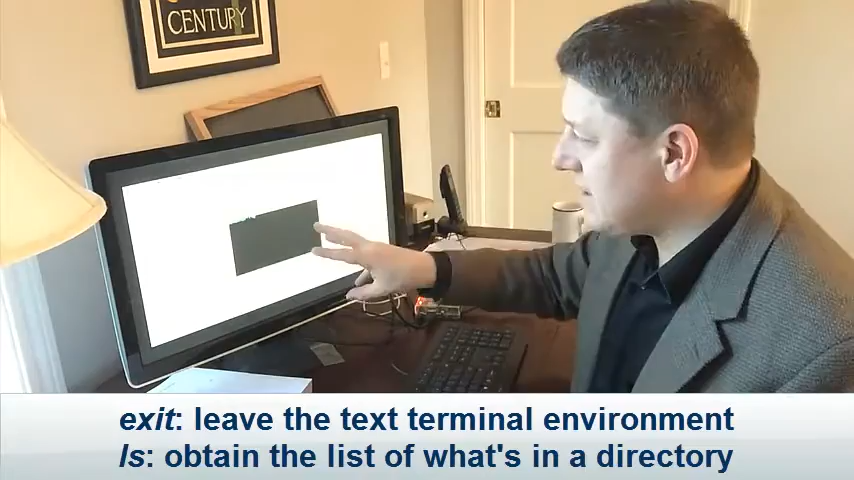 CENTURY
exit: leave the text terminal environment
ls: obtain the list of what's in a directory